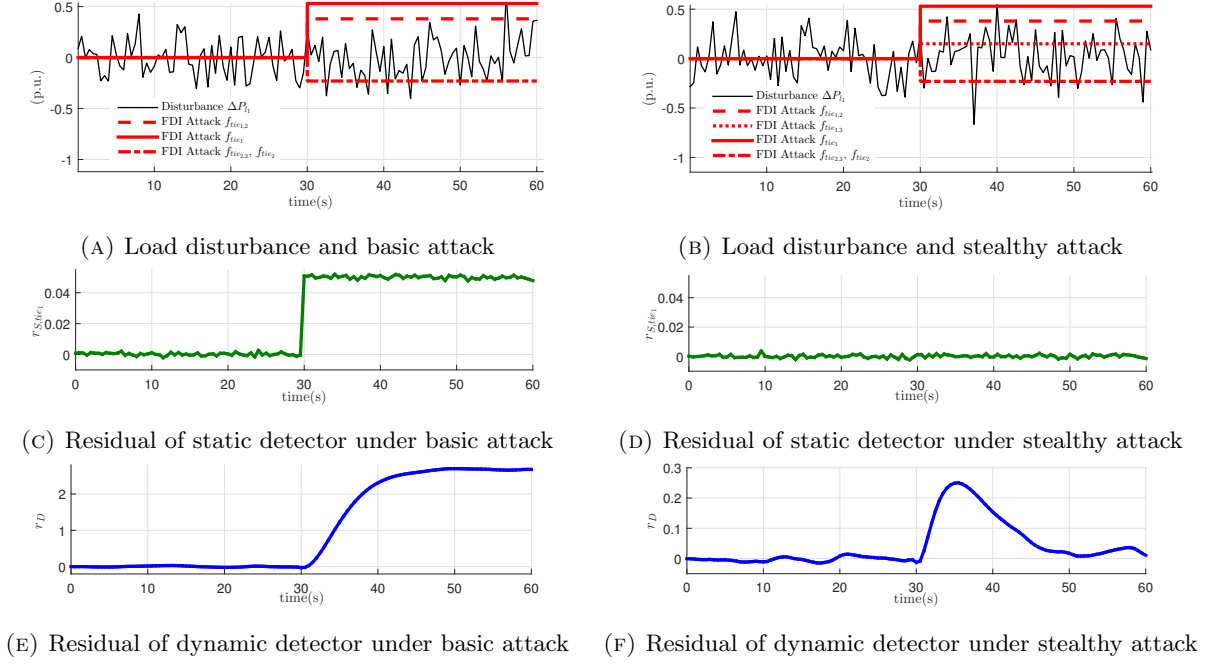 0.5
0
-0.5
-1
(p.u.)
Disturbance ΔP_{l_1}
FDI Attack f_{tie_{1,2}}
FDI Attack f_{tie_1}
FDI Attack f_{tie_{2,3}}, f_{tie_2}
10 20 30 40 50 60
time(s)
(A) Load disturbance and basic attack
0.5
0
-0.5
-1
(p.u.)
Disturbance ΔP_{l_1}
FDI Attack f_{tie_{1,2}}
FDI Attack f_{tie_{1,3}}
FDI Attack f_{tie_1}
FDI Attack f_{tie_{2,3}}, f_{tie_2}
10 20 30 40 50 60
time(s)
(B) Load disturbance and stealthy attack
0.04
0.02
0
r_{S,tie_1}
0 10 20 30 40 50 60
time(s)
(C) Residual of static detector under basic attack
0.04
0.02
0
r_{S,tie_1}
0 10 20 30 40 50 60
time(s)
(D) Residual of static detector under stealthy attack
2
1
0
r_D
0 10 20 30 40 50 60
time(s)
(E) Residual of dynamic detector under basic attack
0.3
0.2
0.1
0
r_D
0 10 20 30 40 50 60
time(s)
(F) Residual of dynamic detector under stealthy attack